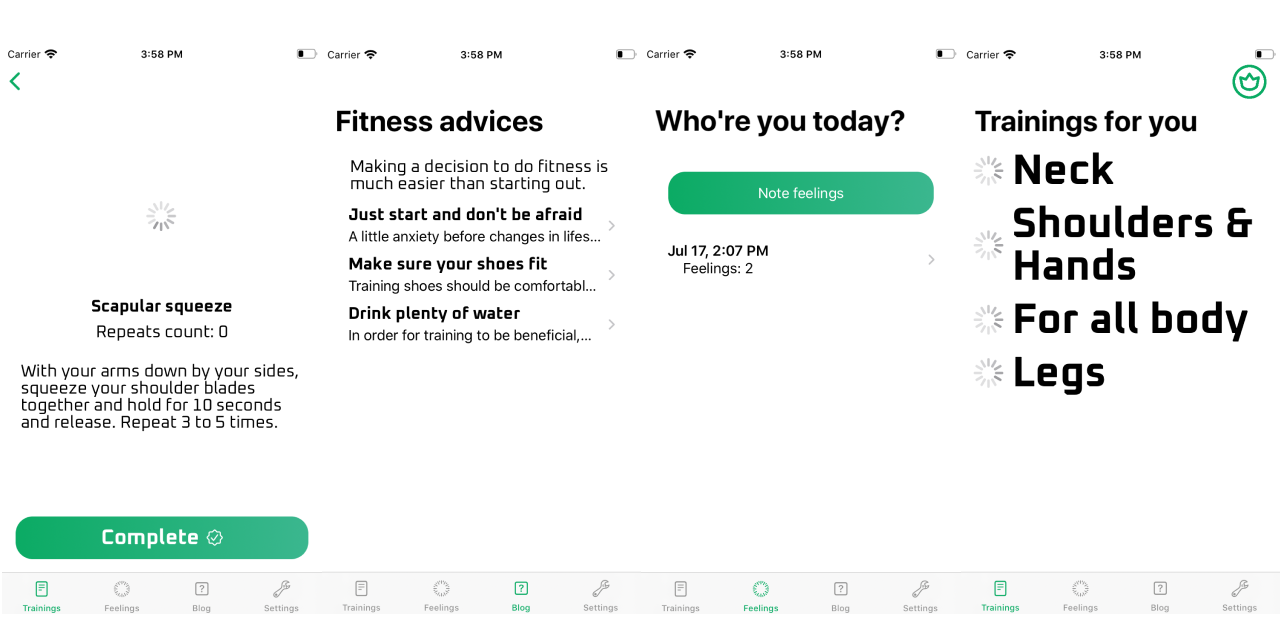 Carrier
3:58 PM
Scapular squeeze
Repeats count: 0
With your arms down by your sides,
squeeze your shoulder blades
together and hold for 10 seconds
and release. Repeat 3 to 5 times.
Complete
Trainings
Feelings
Blog
Settings
Carrier
3:58 PM
Fitness advices
Making a decision to do fitness is
much easier than starting out.
Just start and don't be afraid
A little anxiety before changes in lifes...
Make sure your shoes fit
Training shoes should be comfortabl...
Drink plenty of water
In order for training to be beneficial,...
Trainings
Feelings
Blog
Settings
Carrier
3:58 PM
Who're you today?
Note feelings
Jul 17, 2:07 PM
Feelings: 2
Trainings
Feelings
Blog
Settings
Carrier
3:58 PM
Trainings for you
Neck
Shoulders &
Hands
For all body
Legs
Trainings
Feelings
Blog
Settings